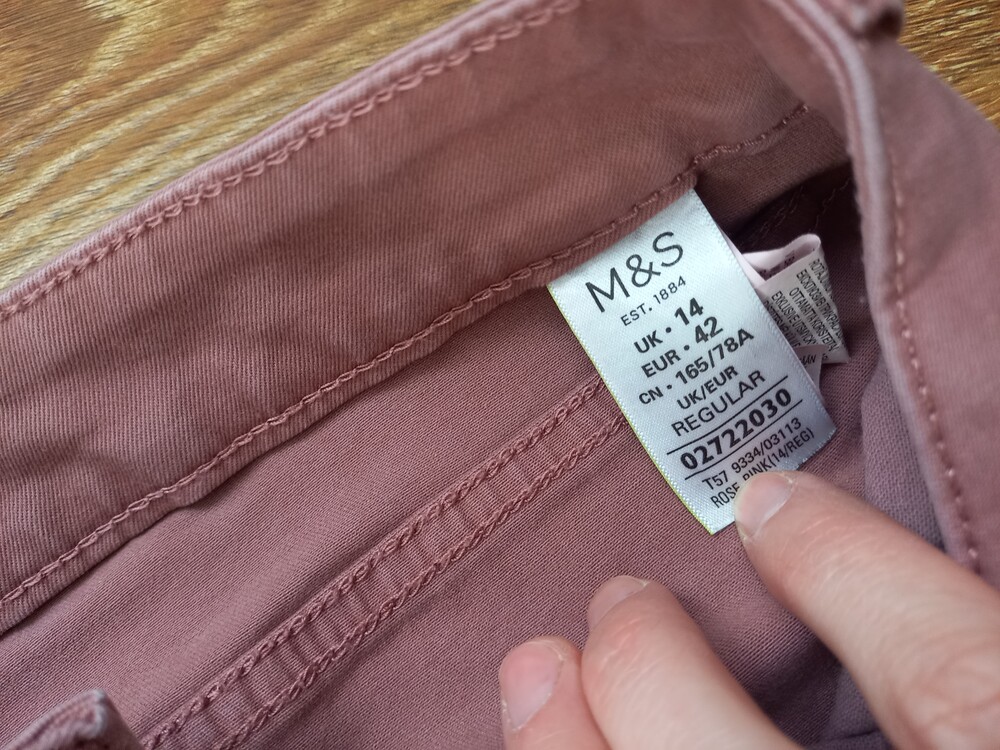 M&S
EST. 1884
UK • 14
EUR • 42
CN • 165/78A
UK/EUR
REGULAR
02722030
T57 9334/03113
ROSE PINK(14/REG)